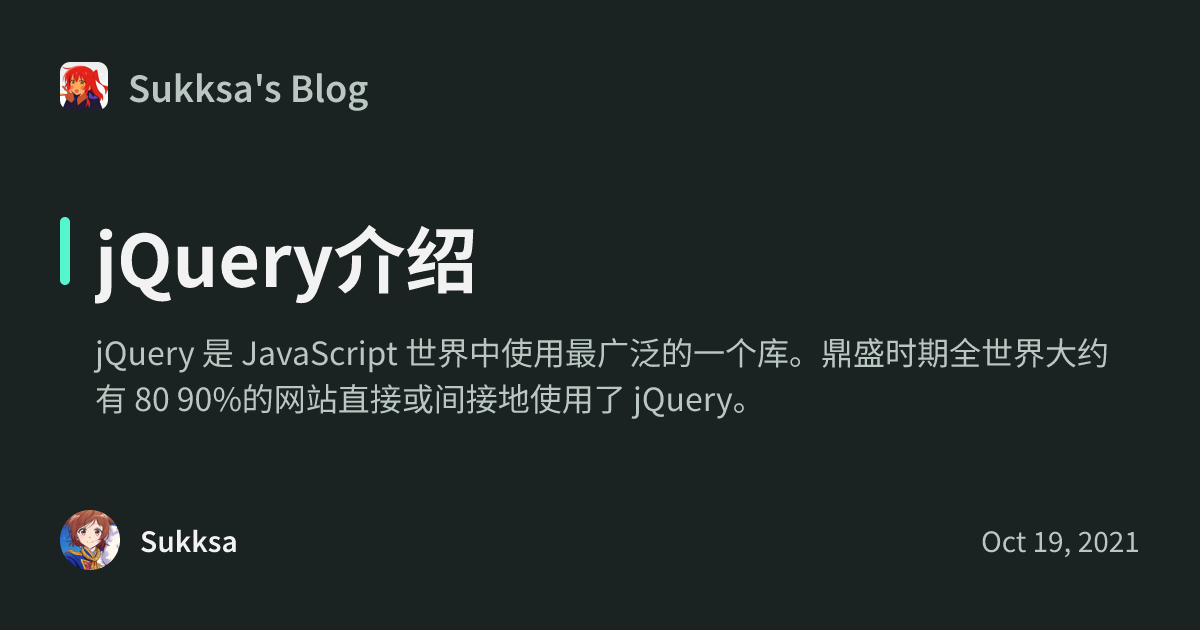 Sukksa's Blog
jQuery介绍
jQuery 是 JavaScript 世界中使用最广泛的一个库。鼎盛时期全世界大约
有 80 90%的网站直接或间接地使用了 jQuery。
Sukksa
Oct 19, 2021